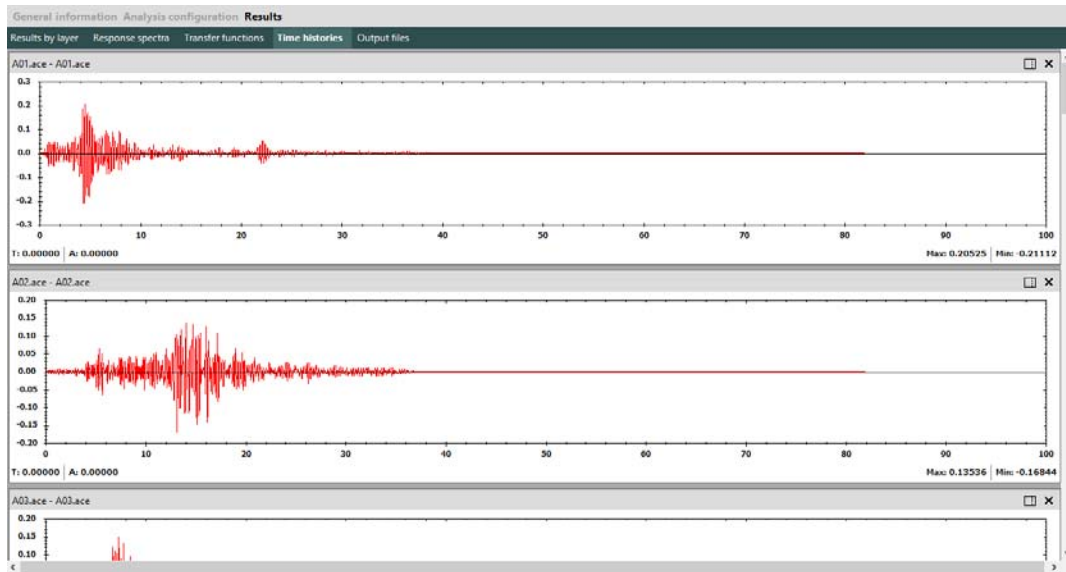 General information Analysis configuration Results
Results by layer Response spectra Transfer functions Time histories Output files
A01.ace - A01.ace
0.3
0.2
0.1
0.0
-0.1
-0.2
-0.3
0 10 20 30 40 50 60 70 80 90 100
T: 0.00000 A: 0.00000 Max: 0.20525 Min: -0.21112
A02.ace - A02.ace
0.20
0.15
0.10
0.05
0.00
-0.05
-0.10
-0.15
-0.20
0 10 20 30 40 50 60 70 80 90 100
T: 0.00000 A: 0.00000 Max: 0.13536 Min: -0.16844
A03.ace - A03.ace
0.20
0.15
0.10